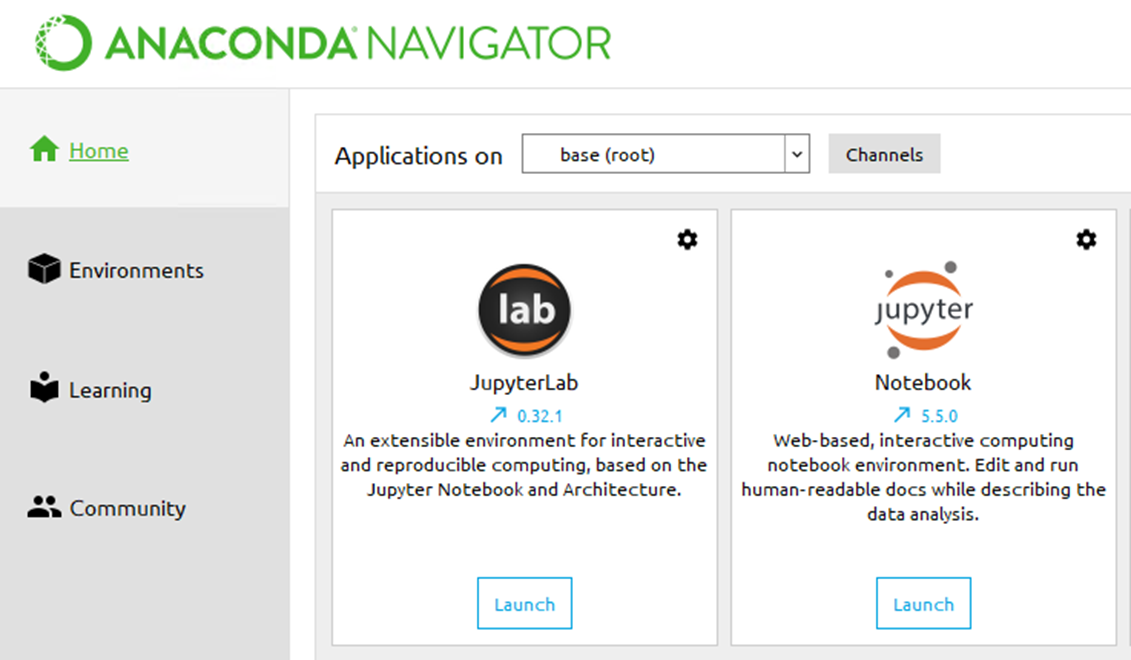 ANACONDA NAVIGATOR
Home
Environments
Learning
Community
Applications on
base (root)
Channels
lab
JupyterLab
0.32.1
An extensible environment for interactive
and reproducible computing, based on the
Jupyter Notebook and Architecture.
Launch
jupyter
Notebook
5.5.0
Web-based, interactive computing
notebook environment. Edit and run
human-readable docs while describing the
data analysis.
Launch